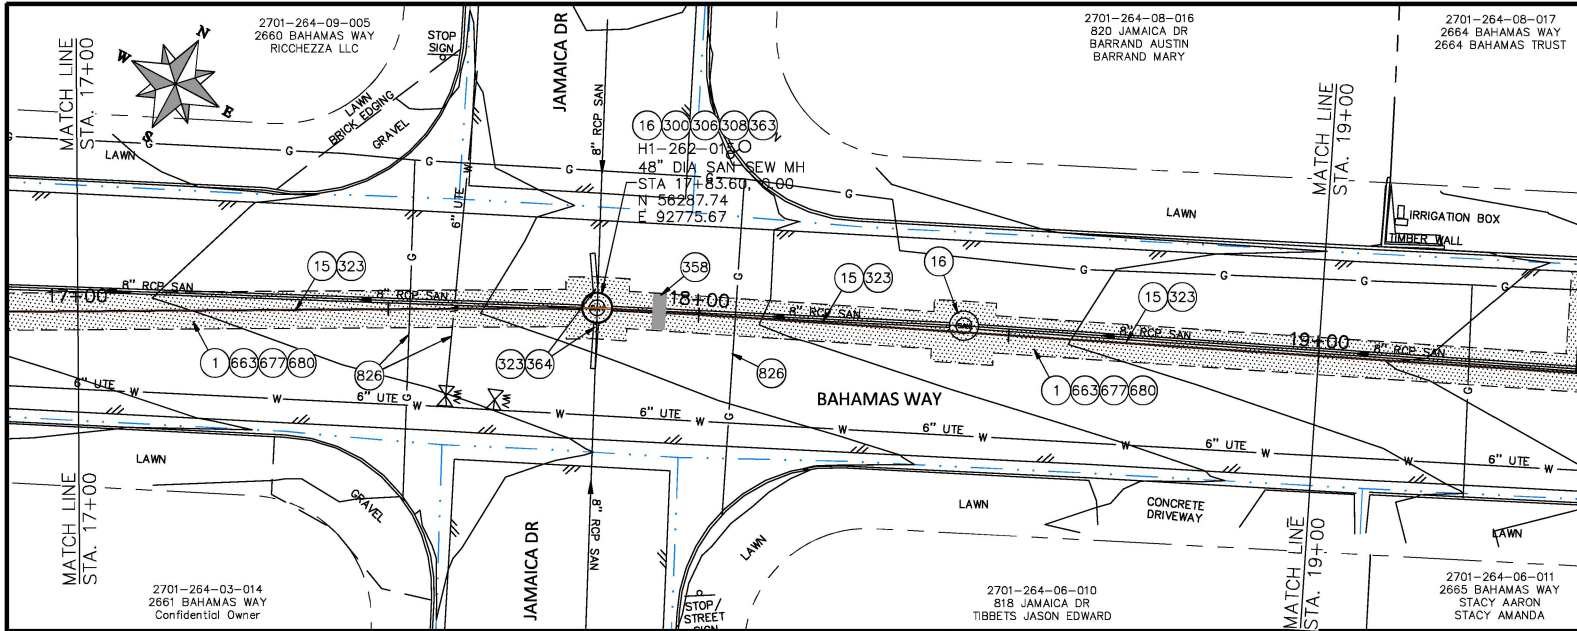 2701-264-09-005
2660 BAHAMAS WAY
RICCHEZZA LLC
2701-264-08-016
820 JAMAICA DR
BARRAND AUSTIN
BARRAND MARY
2701-264-08-017
2664 BAHAMAS WAY
2664 BAHAMAS TRUST
MATCH LINE
STA. 17+00
N
W
E
S
STOP
SIGN
JAMAICA DR
8" RCP SAN
LAWN
BRICK EDGING
GRAVEL
LAWN
MATCH LINE
STA. 19+00
16 300 306 308 363
48" DIA SAN SEW MH
STA 17+83.60, 0.00
N 58287.74
E 92775.67
G G G G G G G G
6" UTE W
LAWN
IRRIGATION BOX
TIMBER WALL
15 323
358
15 323
16
15 323
17+00
8" RCP SAN
8" RCP SAN
18+00
8" RCP SAN
8" RCP SAN
19+00
8" RCP SAN
1 663 677 680
826
323 364
826
1 663 677 680
BAHAMAS WAY
6" UTE W W 6" UTE W W 6" UTE W W 6" UTE W W 6" UTE W W 6" UTE
LAWN
GRAVEL
MATCH LINE
STA. 17+00
JAMAICA DR
8" RCP SAN
LAWN
LAWN
CONCRETE
DRIVEWAY
MATCH LINE
STA. 19+00
LAWN
2701-264-03-014
2661 BAHAMAS WAY
Confidential Owner
STOP/
STREET
SIGN
2701-264-06-010
818 JAMAICA DR
TIBBETS JASON EDWARD
2701-264-06-011
2665 BAHAMAS WAY
STACY AARON
STACY AMANDA